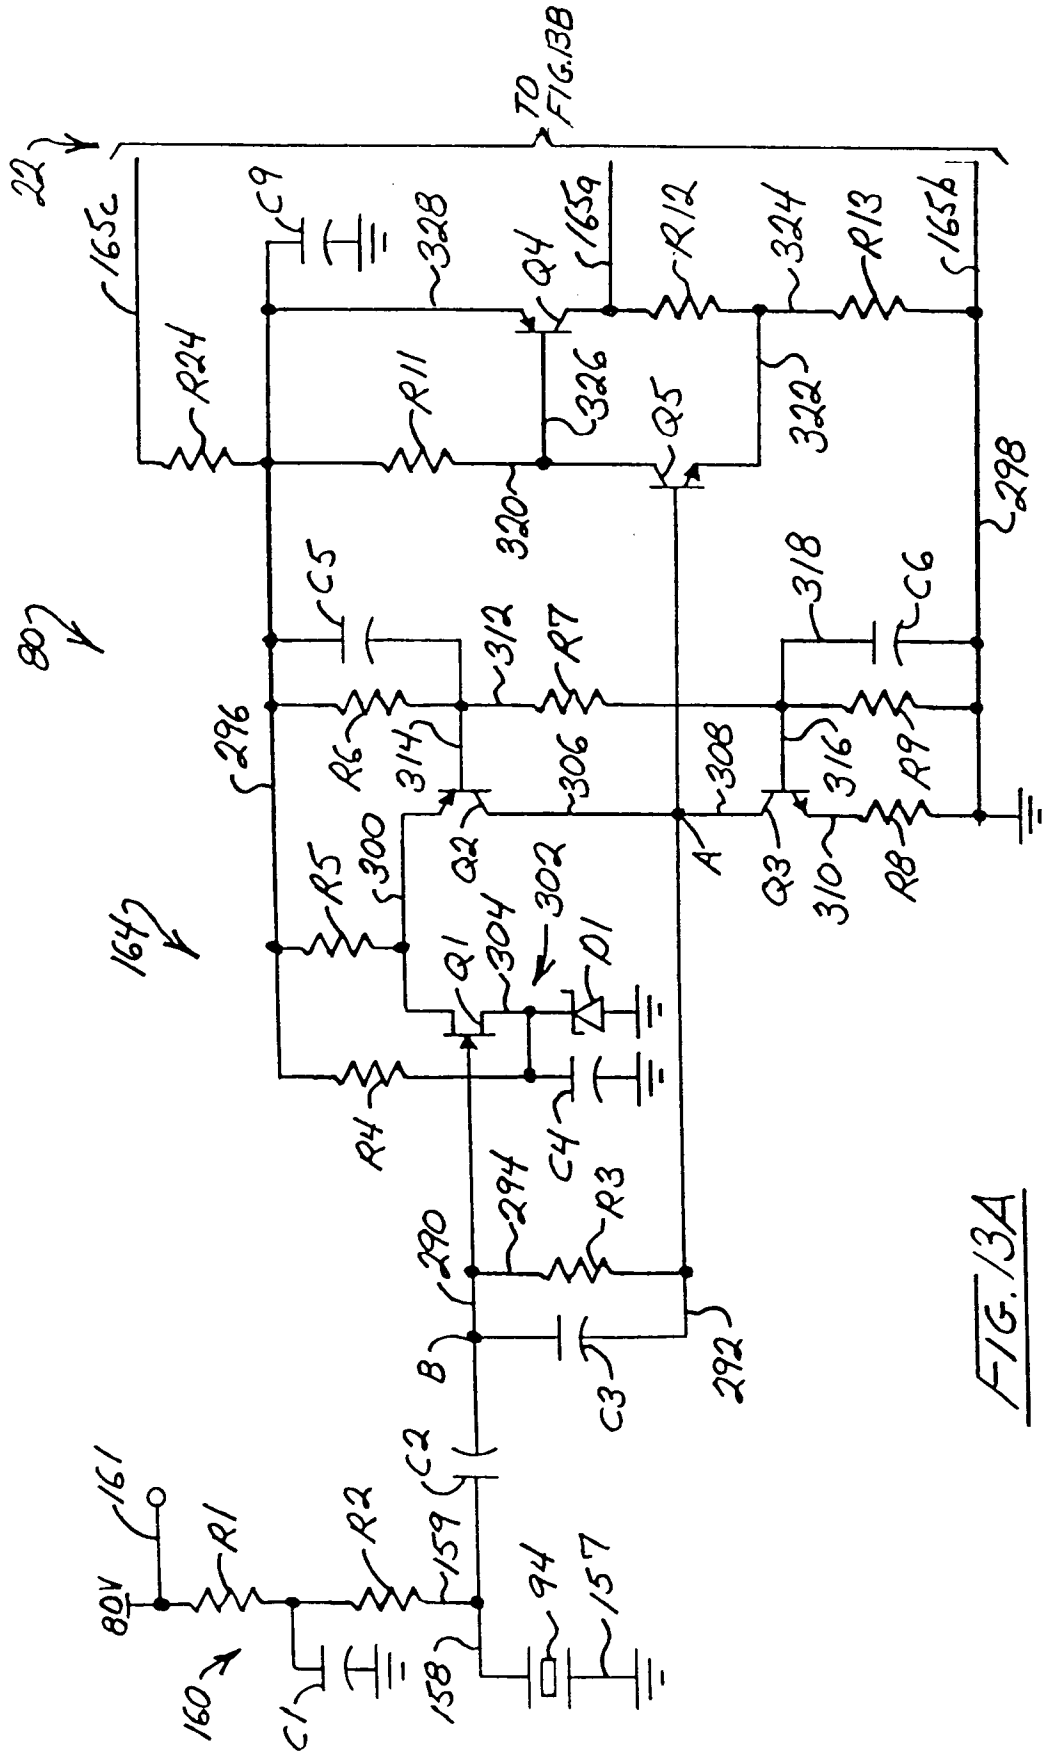 22
80
164
165c
R24
C9
328
Q4
165a
R12
324
R13
165b
TO
FIG.13B
R11
326
320
Q5
322
298
296
C5
R6
314
312
R7
318
C6
316
R9
R5
300
Q2
306
308
A
Q3
310
R8
Q1
304
302
D1
R4
C4
290
294
R3
B
C3
292
80V
161
R1
R2
C2
159
160
C1
158
94
157
FIG.13A